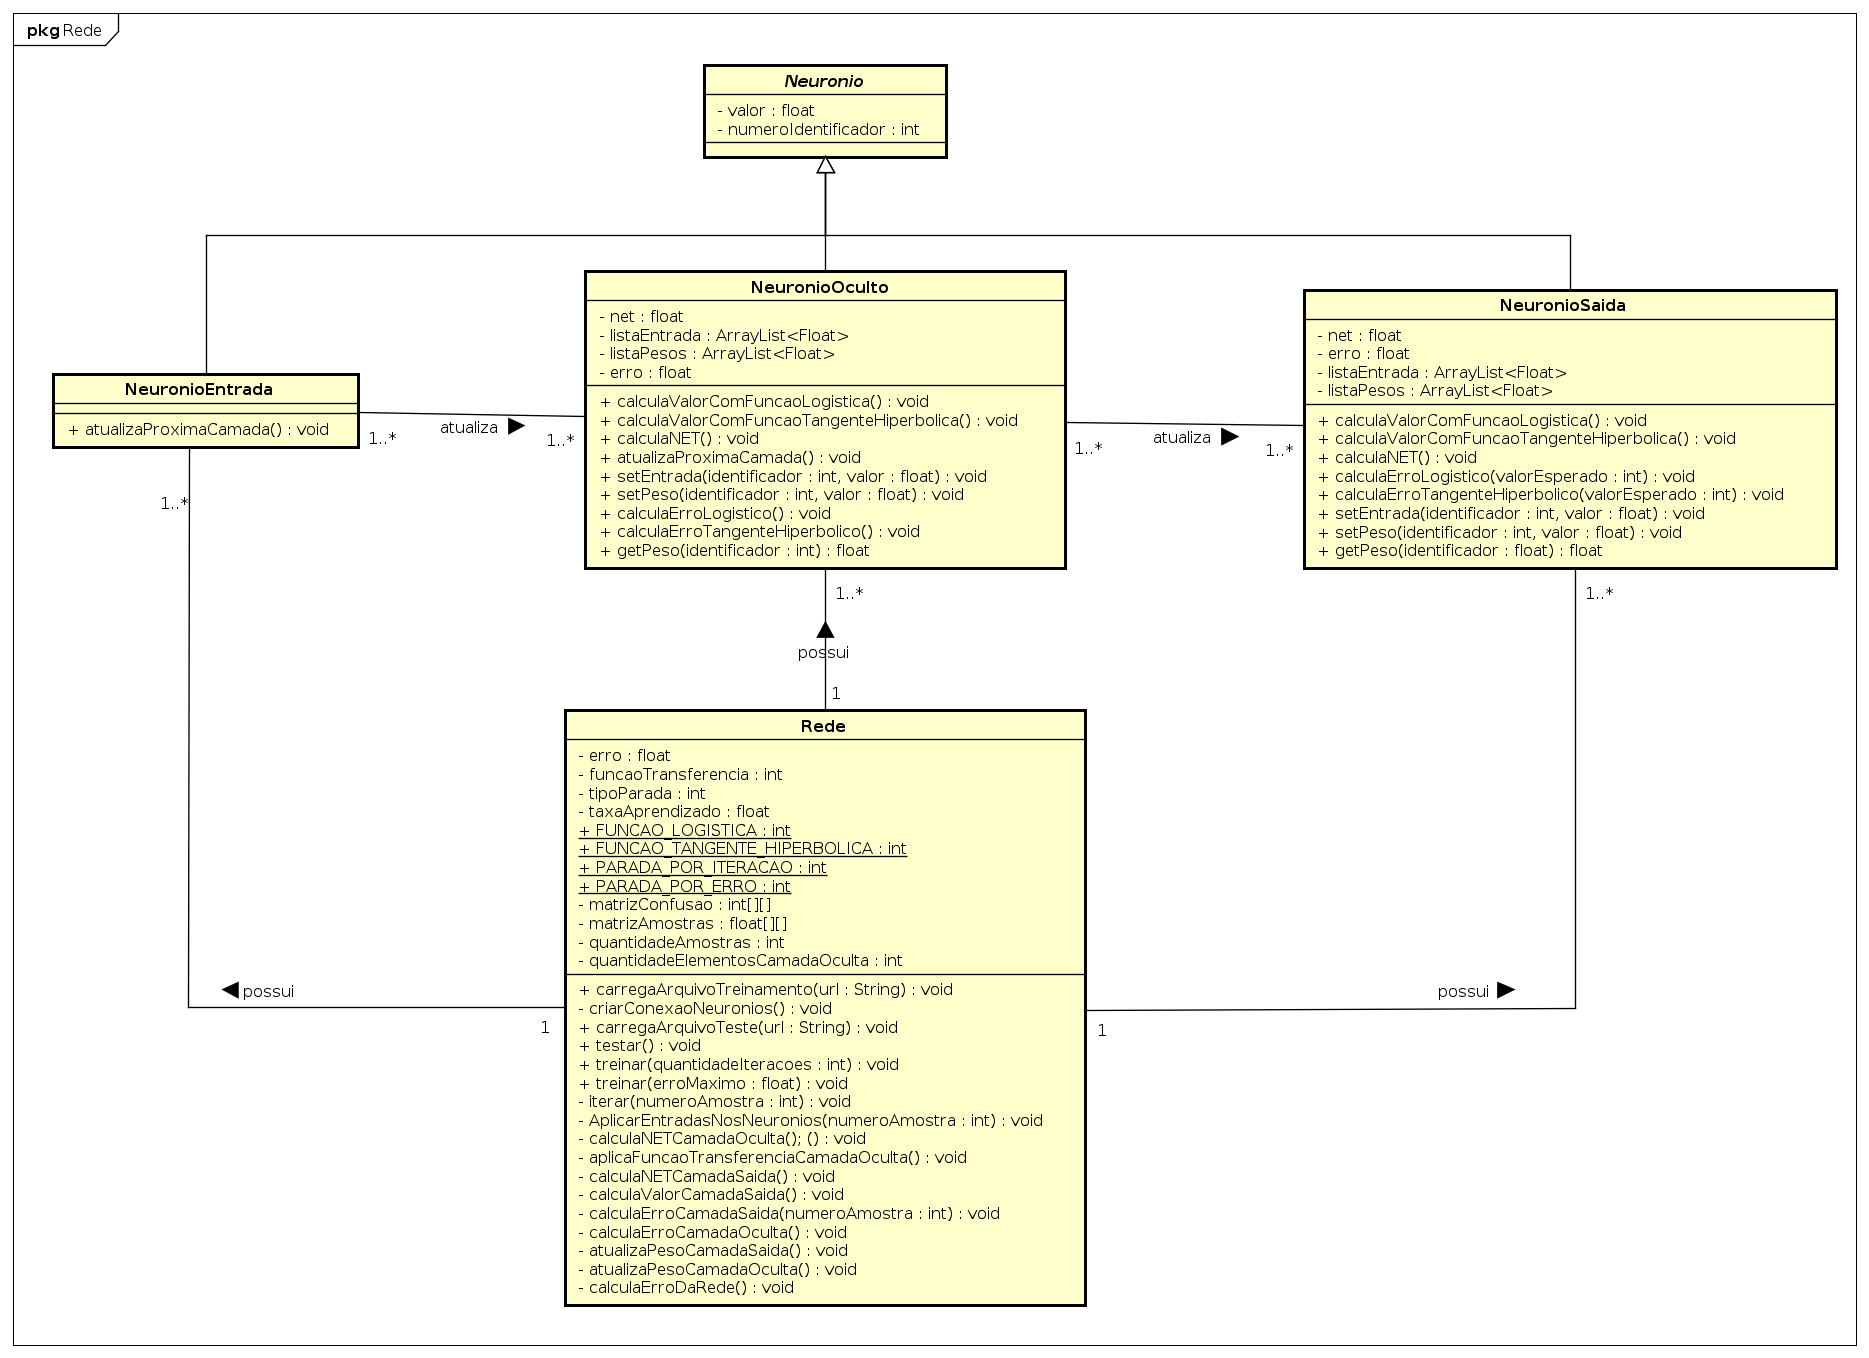 pkg Rede
Neuronio
- valor : float
- numeroIdentificador : int
NeuronioOculto
- net : float
- listaEntrada : ArrayList<Float>
- listaPesos : ArrayList<Float>
- erro : float
+ calculaValorComFuncaoLogistica() : void
+ calculaValorComFuncaoTangenteHiperbolica() : void
+ calculaNET() : void
+ atualizaProximaCamada() : void
+ setEntrada(identificador : int, valor : float) : void
+ setPeso(identificador : int, valor : float) : void
+ calculaErroLogistico() : void
+ calculaErroTangenteHiperbolico() : void
+ getPeso(identificador : int) : float
NeuronioSaida
- net : float
- erro : float
- listaEntrada : ArrayList<Float>
- listaPesos : ArrayList<Float>
+ calculaValorComFuncaoLogistica() : void
+ calculaValorComFuncaoTangenteHiperbolica() : void
+ calculaNET() : void
+ calculaErroLogistico(valorEsperado : int) : void
+ calculaErroTangenteHiperbolico(valorEsperado : int) : void
+ setEntrada(identificador : int, valor : float) : void
+ setPeso(identificador : int, valor : float) : void
+ getPeso(identificador : float) : float
NeuronioEntrada
+ atualizaProximaCamada() : void
1..*
atualiza
1..*
1..*
atualiza
1..*
1..*
1..*
possui
1
1..*
Rede
- erro : float
- funcaoTransferencia : int
- tipoParada : int
- taxaAprendizado : float
+ FUNCAO_LOGISTICA : int
+ FUNCAO_TANGENTE_HIPERBOLICA : int
+ PARADA_POR_ITERACAO : int
+ PARADA_POR_ERRO : int
- matrizConfusao : int[][]
- matrizAmostras : float[][]
- quantidadeAmostras : int
- quantidadeElementosCamadaOculta : int
+ carregaArquivoTreinamento(url : String) : void
- criarConexaoNeuronios() : void
+ carregaArquivoTeste(url : String) : void
+ testar() : void
+ treinar(quantidadeIteracoes : int) : void
+ treinar(erroMaximo : float) : void
- iterar(numeroAmostra : int) : void
- AplicarEntradasNosNeuronios(numeroAmostra : int) : void
- calculaNETCamadaOculta(); () : void
- aplicaFuncaoTransferenciaCamadaOculta() : void
- calculaNETCamadaSaida() : void
- calculaValorCamadaSaida() : void
- calculaErroCamadaSaida(numeroAmostra : int) : void
- calculaErroCamadaOculta() : void
- atualizaPesoCamadaSaida() : void
- atualizaPesoCamadaOculta() : void
- calculaErroDaRede() : void
possui
1
possui
1